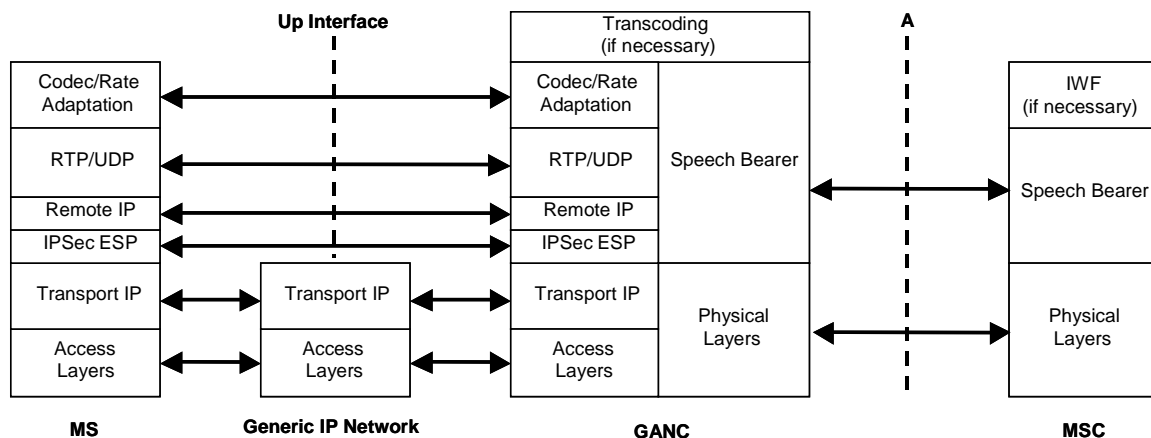 Up Interface
A
Transcoding
(if necessary)
Codec/Rate
Adaptation
Codec/Rate
Adaptation
IWF
(if necessary)
RTP/UDP
RTP/UDP
Speech Bearer
Speech Bearer
Remote IP
Remote IP
IPSec ESP
IPSec ESP
Transport IP
Transport IP
Transport IP
Physical
Layers
Physical
Layers
Access
Layers
Access
Layers
Access
Layers
MS
Generic IP Network
GANC
MSC